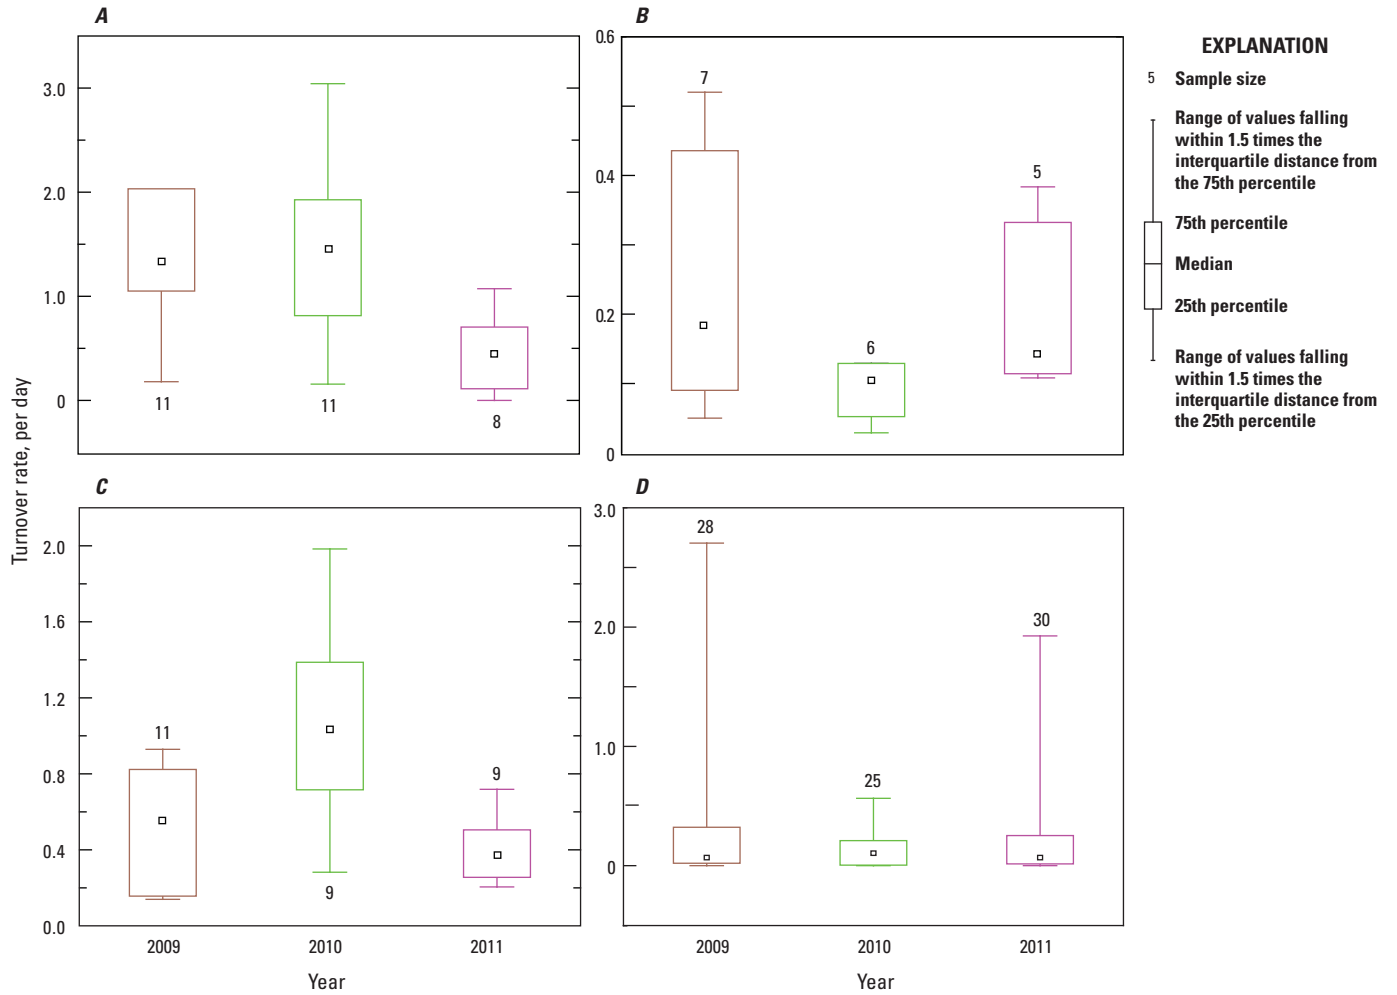 A
B
EXPLANATION
5 Sample size
Range of values falling
within 1.5 times the
interquartile distance from
the 75th percentile
75th percentile
Median
25th percentile
Range of values falling
within 1.5 times the
interquartile distance from
the 25th percentile
3.0
2.0
1.0
0
11
11
8
0.6
0.4
0.2
0
7
6
5
Turnover rate, per day
C
D
2.0
1.6
1.2
0.8
0.4
0.0
11
9
9
3.0
2.0
1.0
0
28
25
30
2009 2010 2011
2009 2010 2011
Year
Year